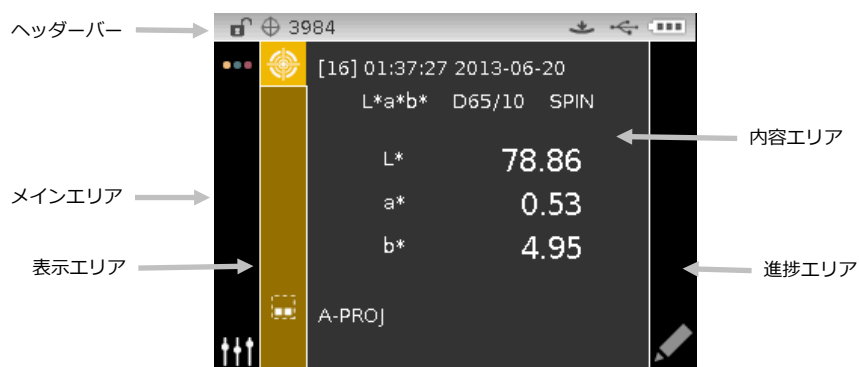 ヘッダーバー
3984
[16] 01:37:27 2013-06-20
L*a*b* D65/10 SPIN
内容エリア
L* 78.86
メインエリア
a* 0.53
b* 4.95
表示エリア
進捗エリア
A-PROJ